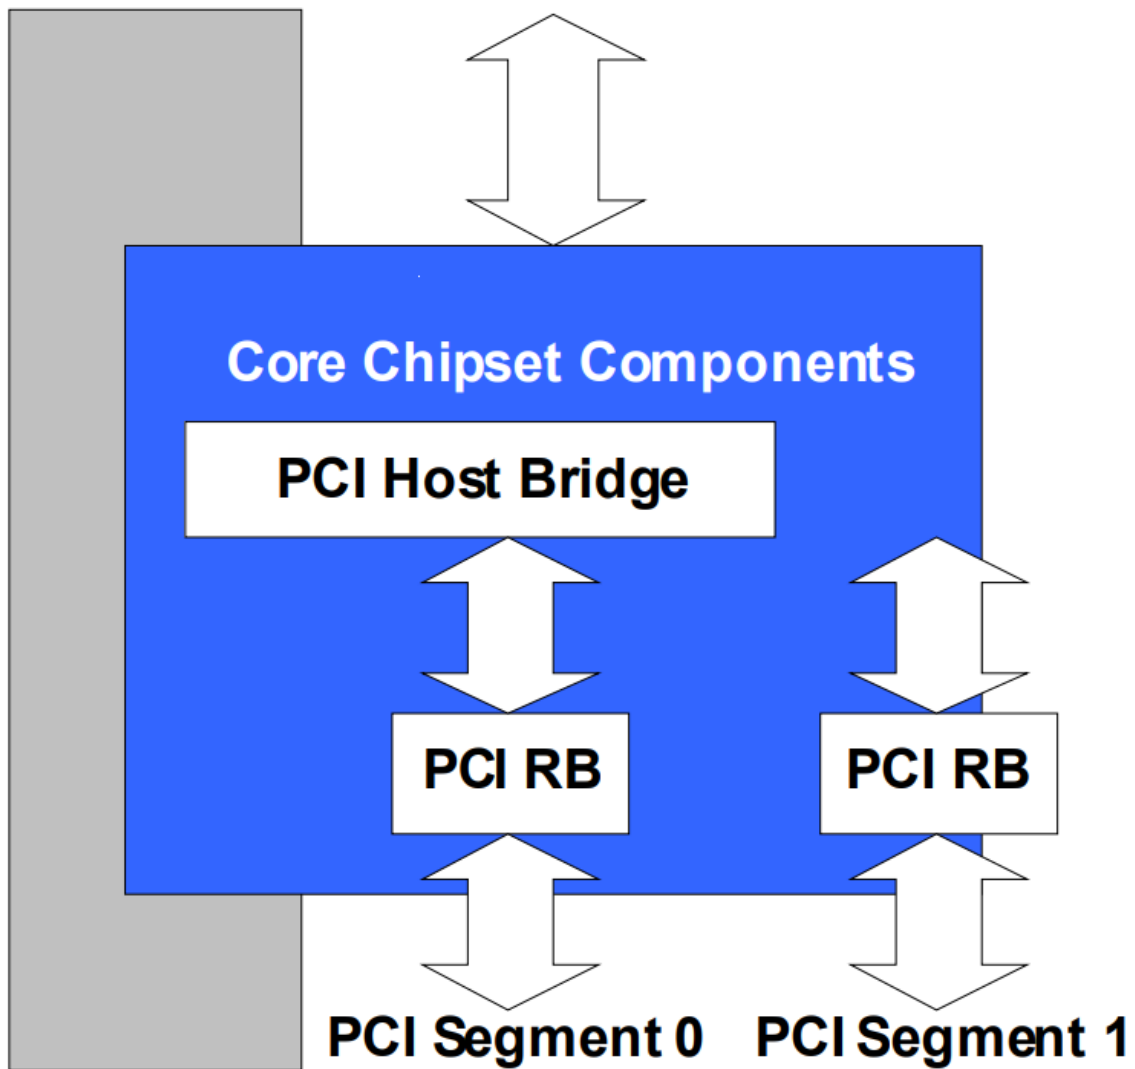 Core Chipset Components
PCI Host Bridge
PCI RB
PCI RB
PCI Segment 0
PCI Segment 1